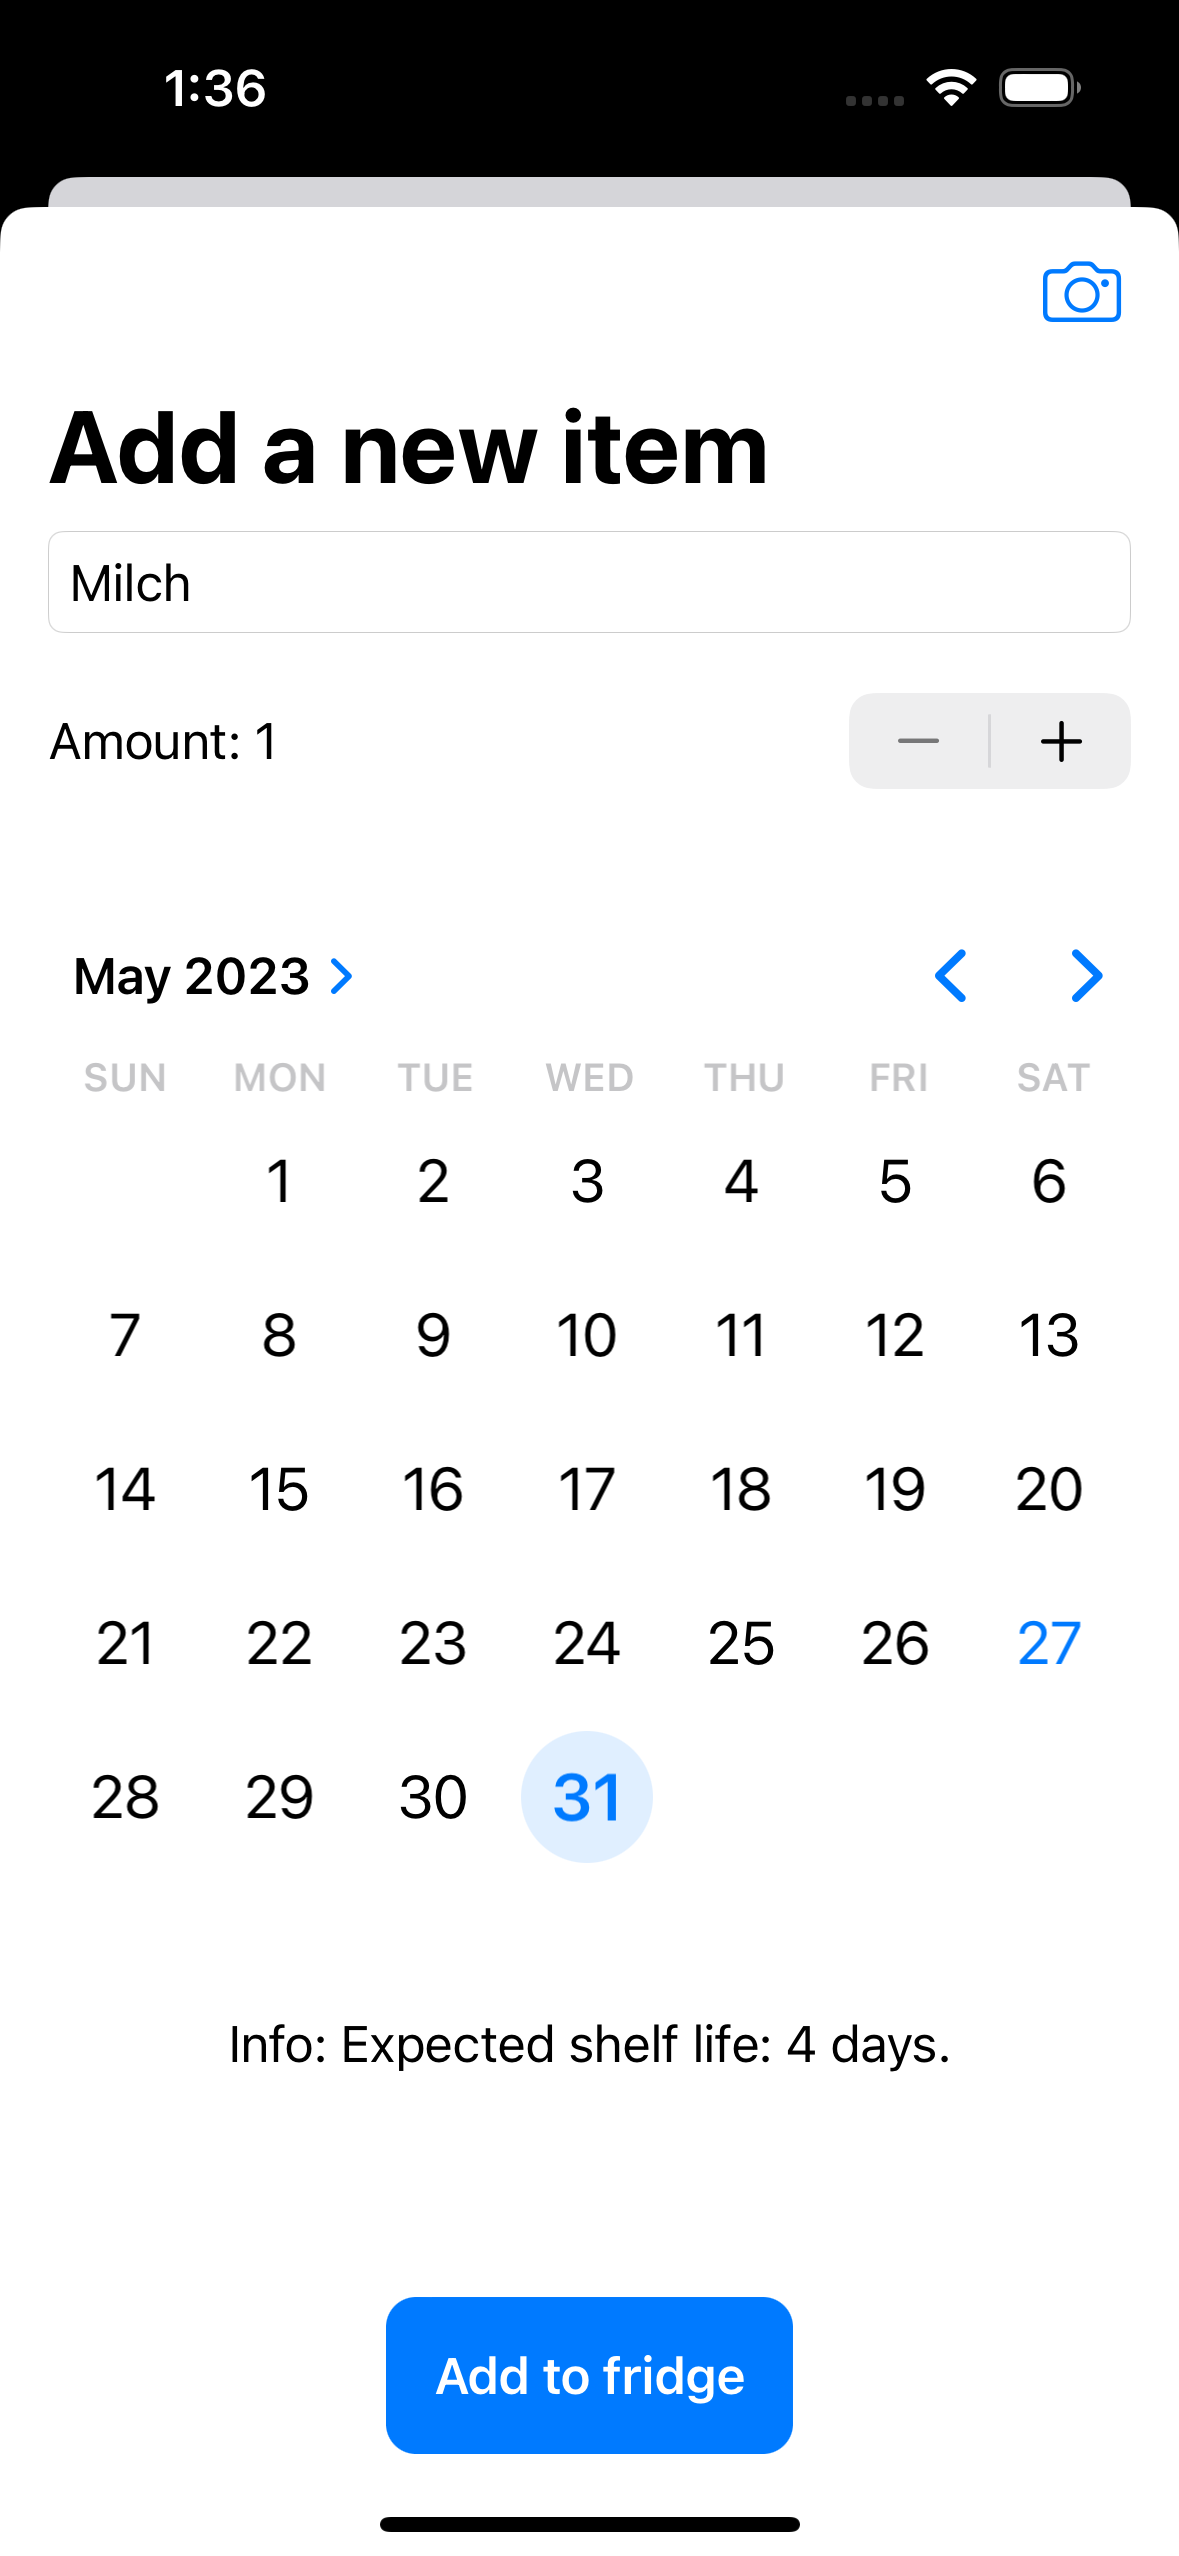 1:36
Add a new item
Milch
Amount: 1
May 2023
SUN MON TUE WED THU FRI SAT
1 2 3 4 5 6
7 8 9 10 11 12 13
14 15 16 17 18 19 20
21 22 23 24 25 26 27
28 29 30 31
Info: Expected shelf life: 4 days.
Add to fridge